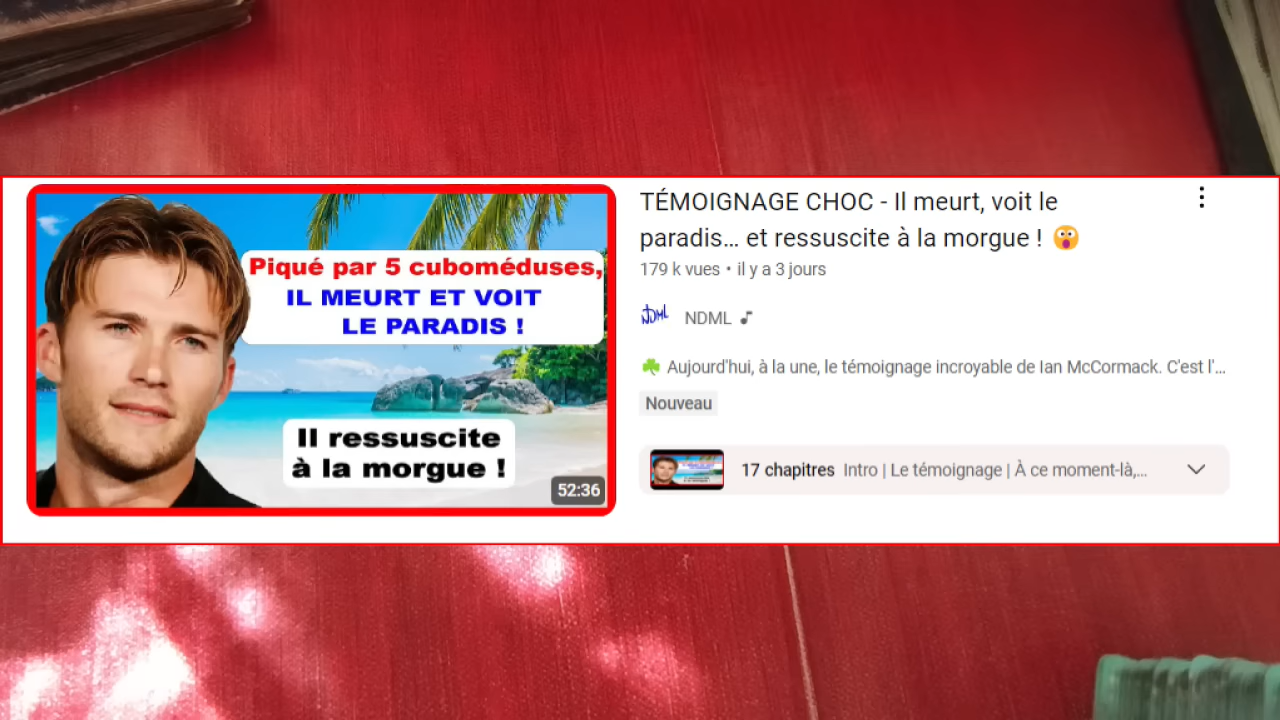 Piqué par 5 cuboméduses,
IL MEURT ET VOIT
LE PARADIS !
Il ressuscite
à la morgue !
52:36
TÉMOIGNAGE CHOC - Il meurt, voit le
paradis... et ressuscite à la morgue ! 😲
179 k vues • il y a 3 jours
NDML
NDML 🎵
🍀 Aujourd'hui, à la une, le témoignage incroyable de Ian McCormack. C'est l'...
Nouveau
17 chapitres Intro | Le témoignage | À ce moment-là,...